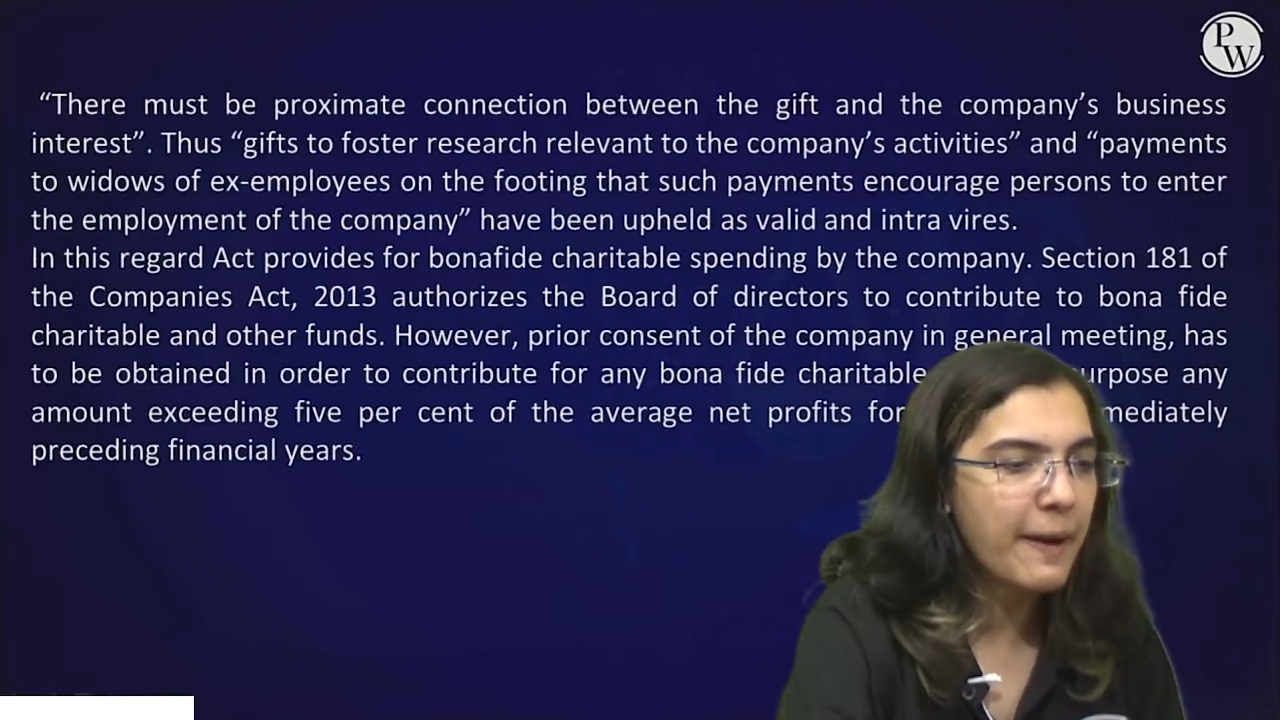 P
W
“There must be proximate connection between the gift and the company’s business
interest”. Thus “gifts to foster research relevant to the company’s activities” and “payments
to widows of ex-employees on the footing that such payments encourage persons to enter
the employment of the company” have been upheld as valid and intra vires.
In this regard Act provides for bonafide charitable spending by the company. Section 181 of
the Companies Act, 2013 authorizes the Board of directors to contribute to bona fide
charitable and other funds. However, prior consent of the company in general meeting, has
to be obtained in order to contribute for any bona fide charitable any
amount exceeding five per cent of the average net profits for
preceding financial years.